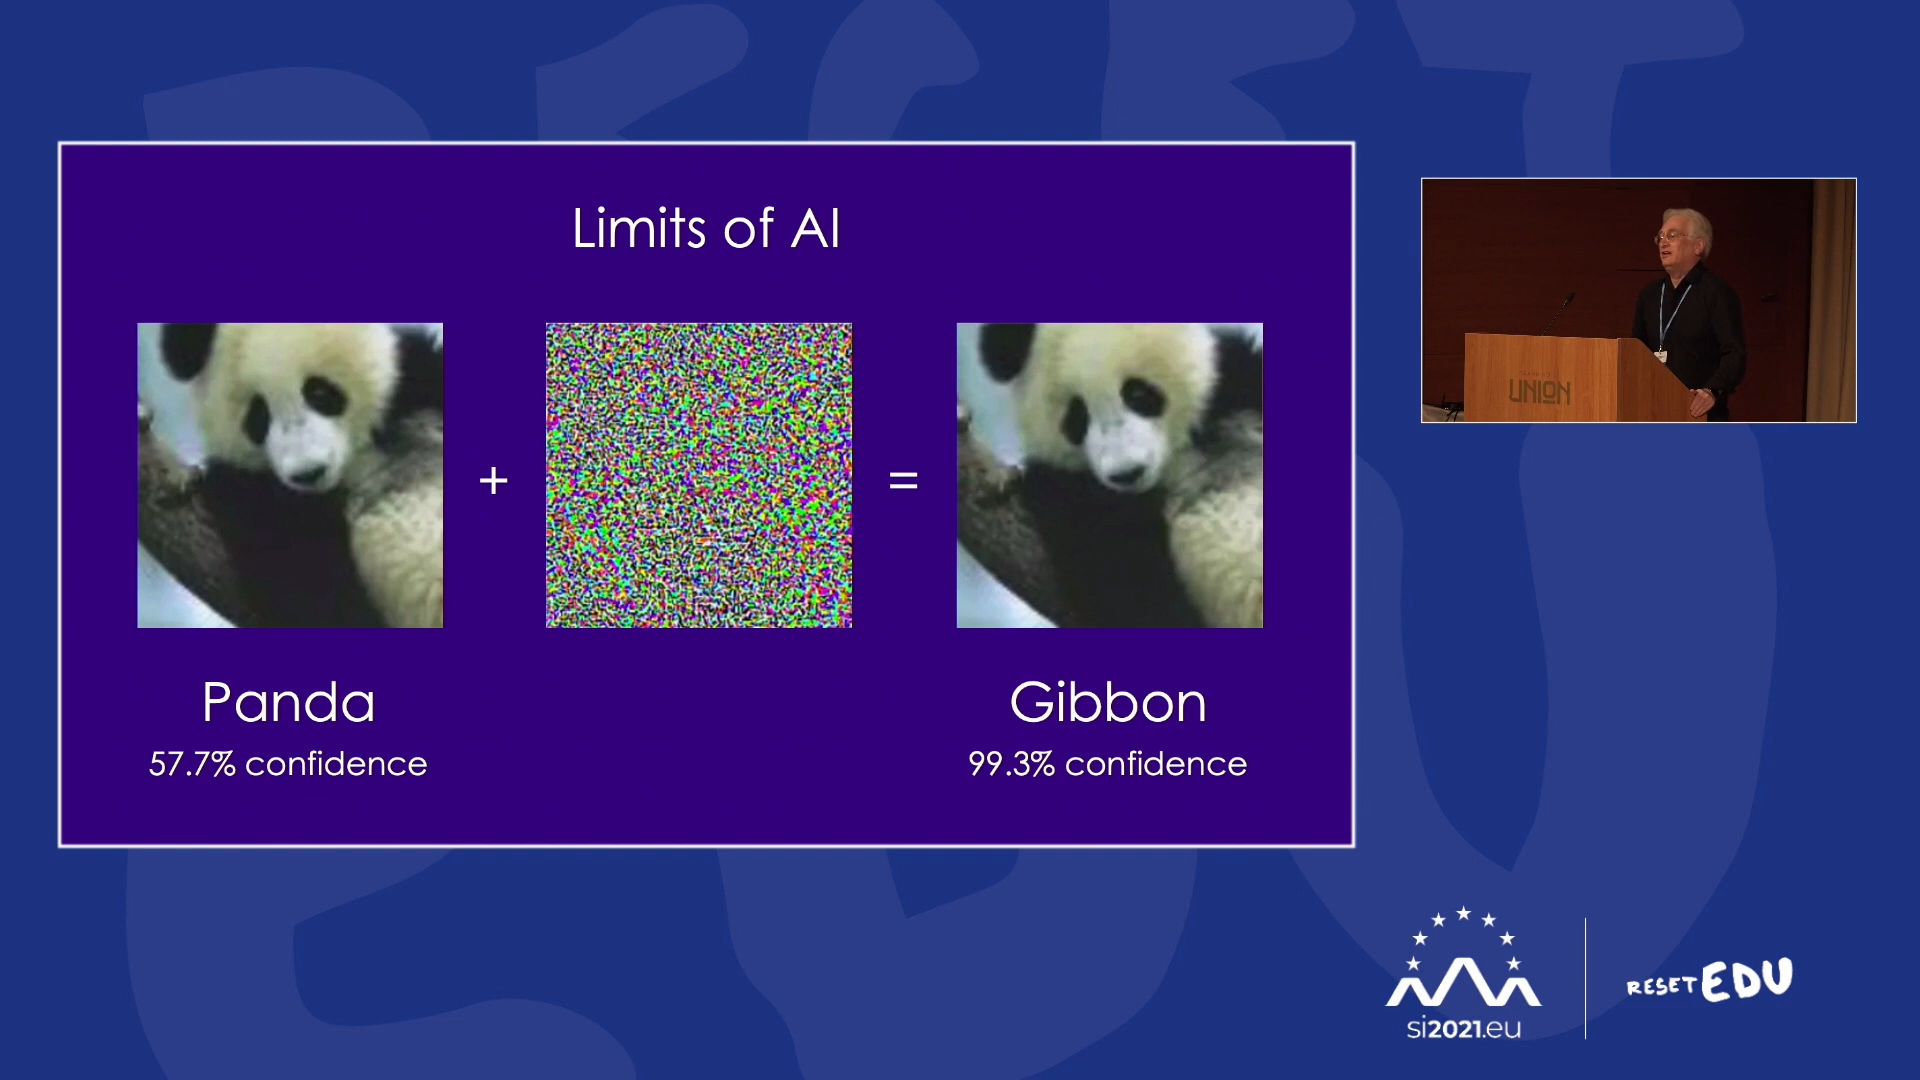 Limits of AI
+
=
Panda
57.7% confidence
Gibbon
99.3% confidence
UNION
si2021.eu
RESET EDU